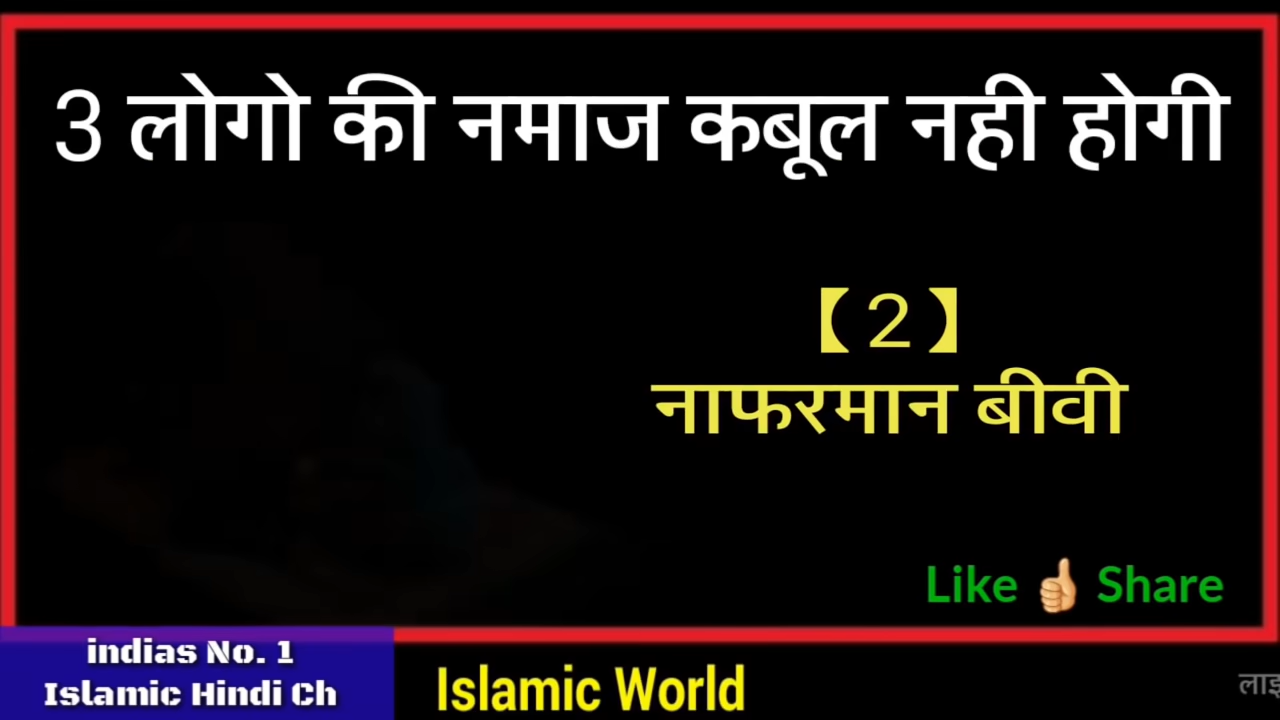 3 लोगो की नमाज कबूल नही होगी
【2】
नाफरमान बीवी
Like 👍 Share
indias No. 1
Islamic Hindi Ch
Islamic World